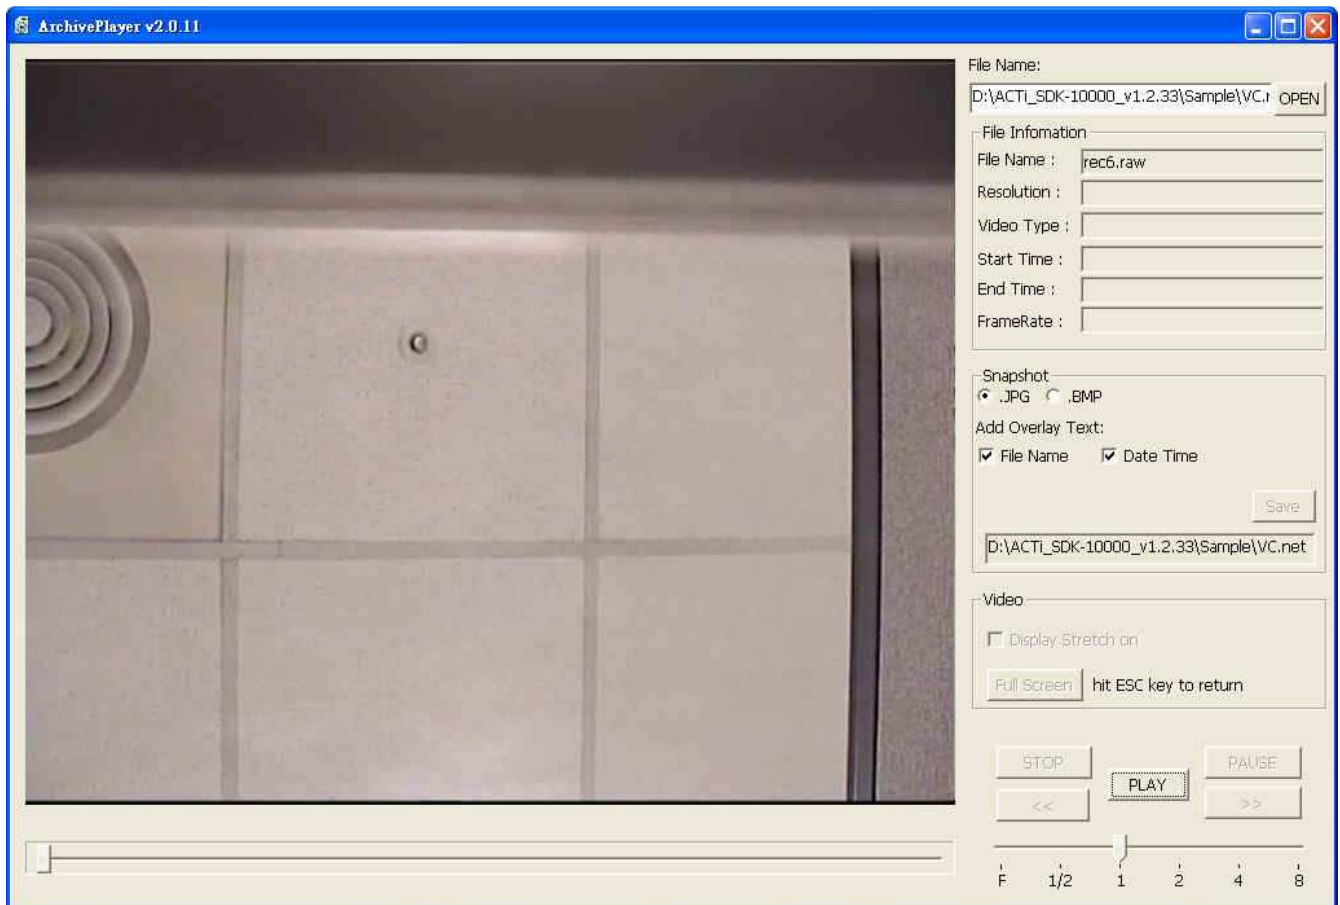 ArchivePlayer v2.0.11
File Name:
D:\ACTi_SDK-10000_v1.2.33\Sample\VC.r
OPEN
File Infomation
File Name : rec6.raw
Resolution :
Video Type :
Start Time :
End Time :
FrameRate :
Snapshot
.JPG .BMP
Add Overlay Text:
File Name Date Time
Save
D:\ACTi_SDK-10000_v1.2.33\Sample\VC.net
Video
Display Stretch on
Full Screen hit ESC key to return
STOP PAUSE
PLAY
<< >>
F 1/2 1 2 4 8